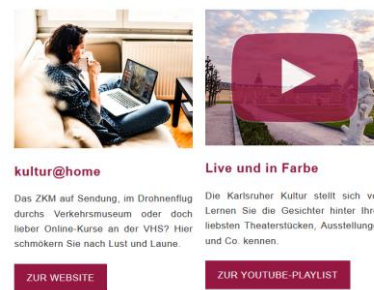 kultur@home
Das ZKM auf Sendung, im Drohnenflug
durchs Verkehrsmuseum oder doch
lieber Online-Kurse an der VHS? Hier
schmökern Sie nach Lust und Laune.
ZUR WEBSITE
Live und in Farbe
Die Karlsruher Kultur stellt sich
Lernen Sie die Gesichter hinter
liebsten Theaterstücken,
und Co. kennen.
ZUR YOUTUBE-PLAYLIST